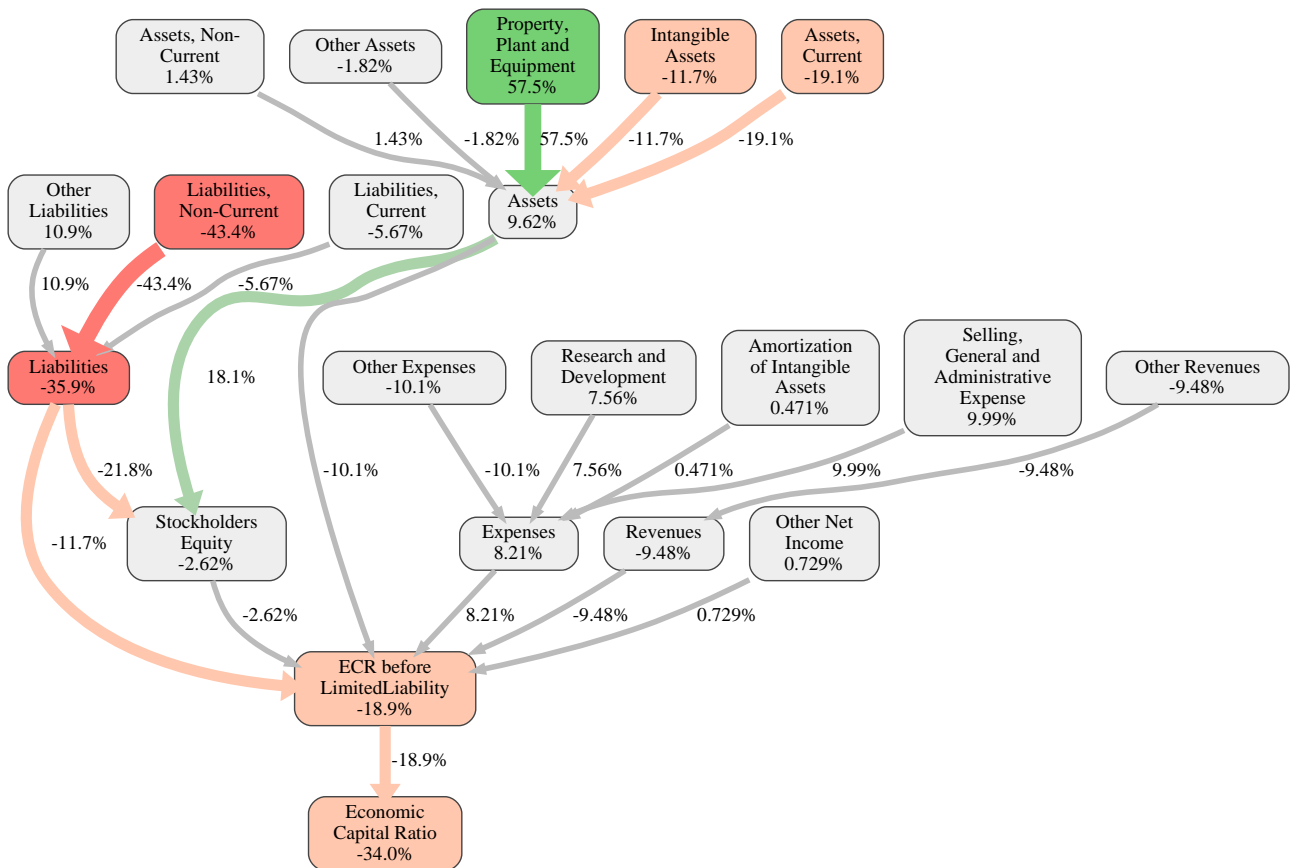 Assets, Non-
Current
1.43%
Other Assets
-1.82%
Property,
Plant and
Equipment
57.5%
Intangible
Assets
-11.7%
Assets,
Current
-19.1%
1.43%
-1.82%
57.5%
-11.7%
-19.1%
Other
Liabilities
10.9%
Liabilities,
Non-Current
-43.4%
Liabilities,
Current
-5.67%
Assets
9.62%
10.9%
-43.4%
-5.67%
Liabilities
-35.9%
18.1%
Other Expenses
-10.1%
Research and
Development
7.56%
Amortization
of Intangible
Assets
0.471%
Selling,
General and
Administrative
Expense
9.99%
Other Revenues
-9.48%
-21.8%
-10.1%
-10.1%
7.56%
0.471%
9.99%
-9.48%
-11.7%
Stockholders
Equity
-2.62%
Expenses
8.21%
Revenues
-9.48%
Other Net
Income
0.729%
-2.62%
8.21%
-9.48%
0.729%
ECR before
LimitedLiability
-18.9%
-18.9%
Economic
Capital Ratio
-34.0%